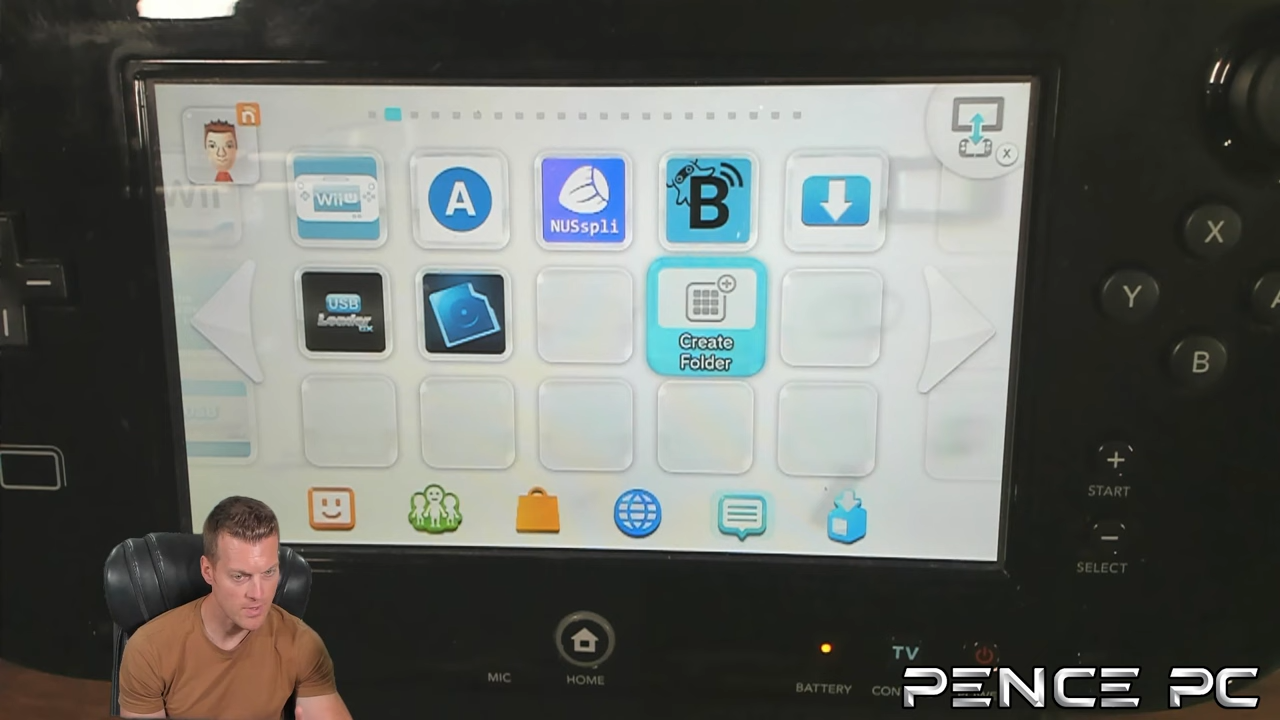 X
Wii U
A
NUSspli
B
USB
Loader GX
Create
Folder
X
Y
B
START
SELECT
MIC
HOME
BATTERY
TV
PENCE PC